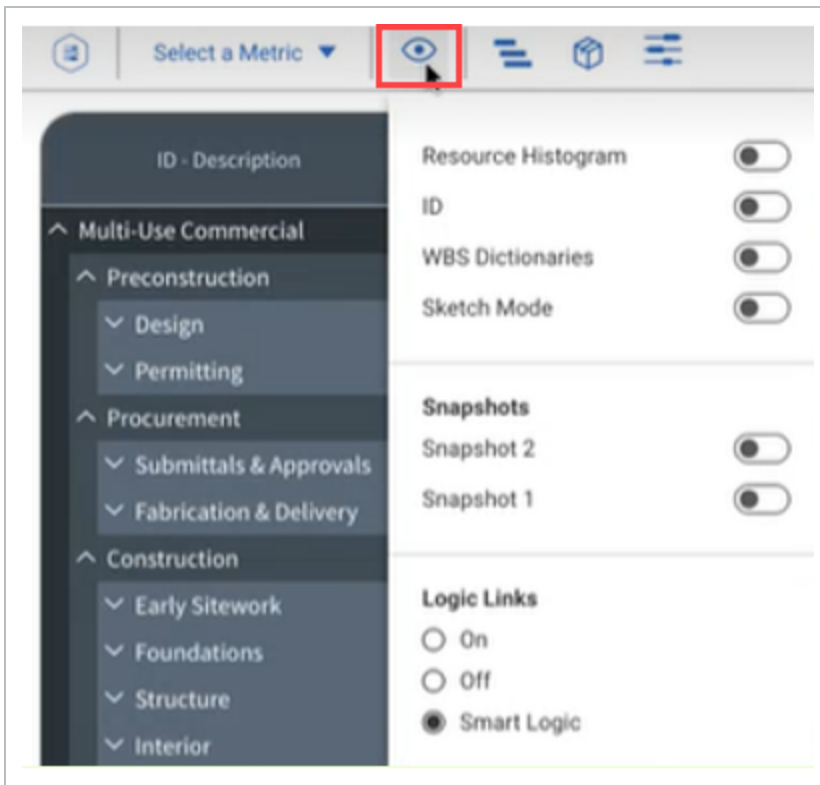 Select a Metric
ID - Description
Multi-Use Commercial
Preconstruction
Design
Permitting
Procurement
Submittals & Approvals
Fabrication & Delivery
Construction
Early Sitework
Foundations
Structure
Interior
Resource Histogram
ID
WBS Dictionaries
Sketch Mode
Snapshots
Snapshot 2
Snapshot 1
Logic Links
On
Off
Smart Logic